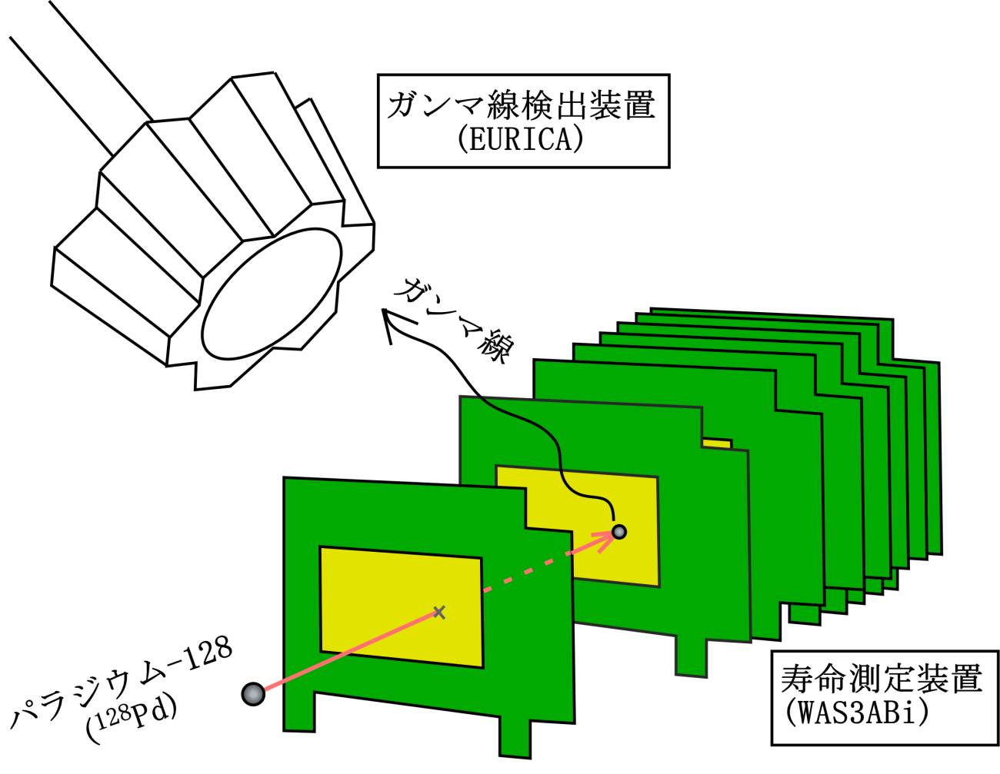 ガンマ線検出装置
(EURICA)
ガンマ線
パラジウム-128
(¹²⁸Pd)
寿命測定装置
(WAS3ABi)